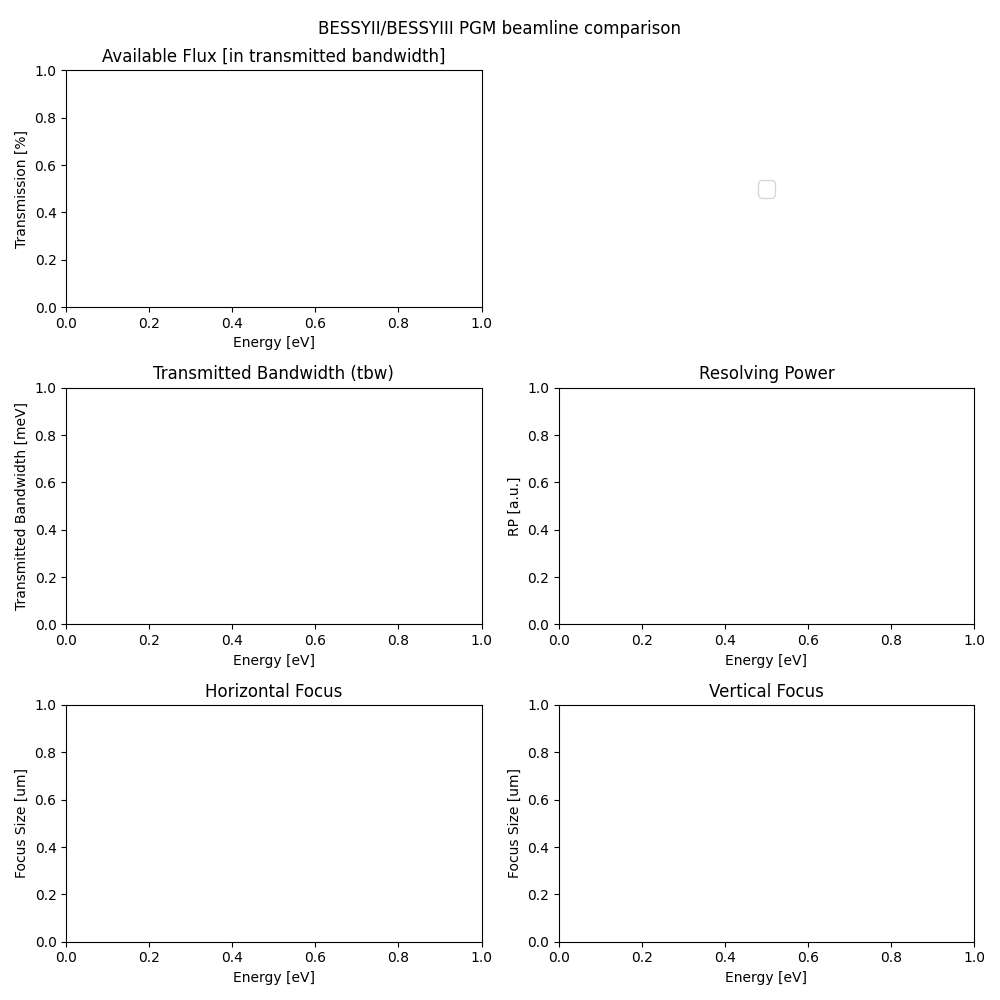 BESSYII/BESSYIII PGM beamline comparison
Available Flux [in transmitted bandwidth]
Transmission [%]
1.0
0.8
0.6
0.4
0.2
0.0
0.0 0.2 0.4 0.6 0.8 1.0
Energy [eV]
Transmitted Bandwidth (tbw)
Transmitted Bandwidth [meV]
1.0
0.8
0.6
0.4
0.2
0.0
0.0 0.2 0.4 0.6 0.8 1.0
Energy [eV]
Resolving Power
RP [a.u.]
1.0
0.8
0.6
0.4
0.2
0.0
0.0 0.2 0.4 0.6 0.8 1.0
Energy [eV]
Horizontal Focus
Focus Size [um]
1.0
0.8
0.6
0.4
0.2
0.0
0.0 0.2 0.4 0.6 0.8 1.0
Energy [eV]
Vertical Focus
Focus Size [um]
1.0
0.8
0.6
0.4
0.2
0.0
0.0 0.2 0.4 0.6 0.8 1.0
Energy [eV]